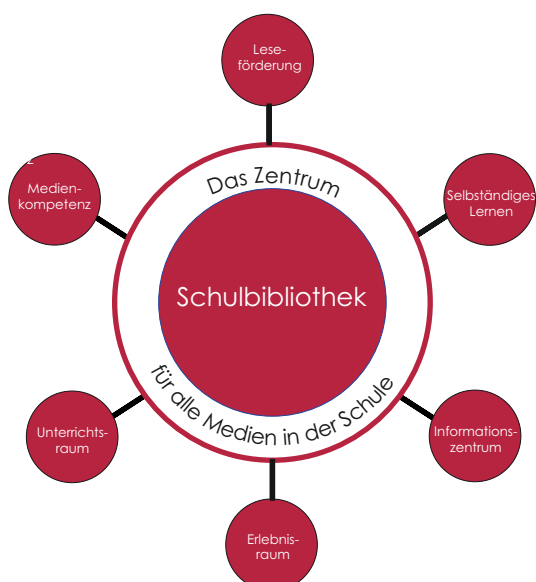 Lese-
förderung
Das Zentrum
Medien-
kompetenz
Selbständiges
Lernen
Schulbibliothek
für alle Medien in der Schule
Unterrichts-
raum
Informations-
zentrum
Erlebnis-
raum